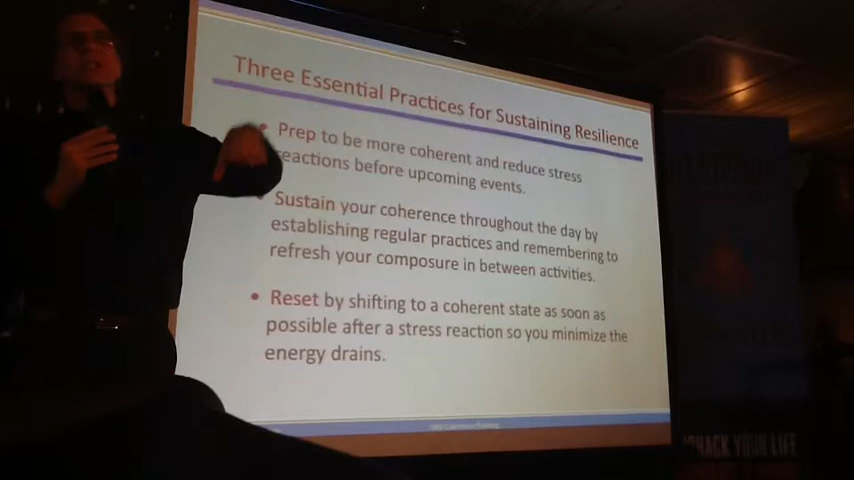 Three Essential Practices for Sustaining Resilience
• Prep to be more coherent and reduce stress
reactions before upcoming events.
• Sustain your coherence throughout the day by
establishing regular practices and remembering to
refresh your composure in between activities.
• Reset by shifting to a coherent state as soon as
possible after a stress reaction so you minimize the
energy drains.
HACK YOUR LIFE